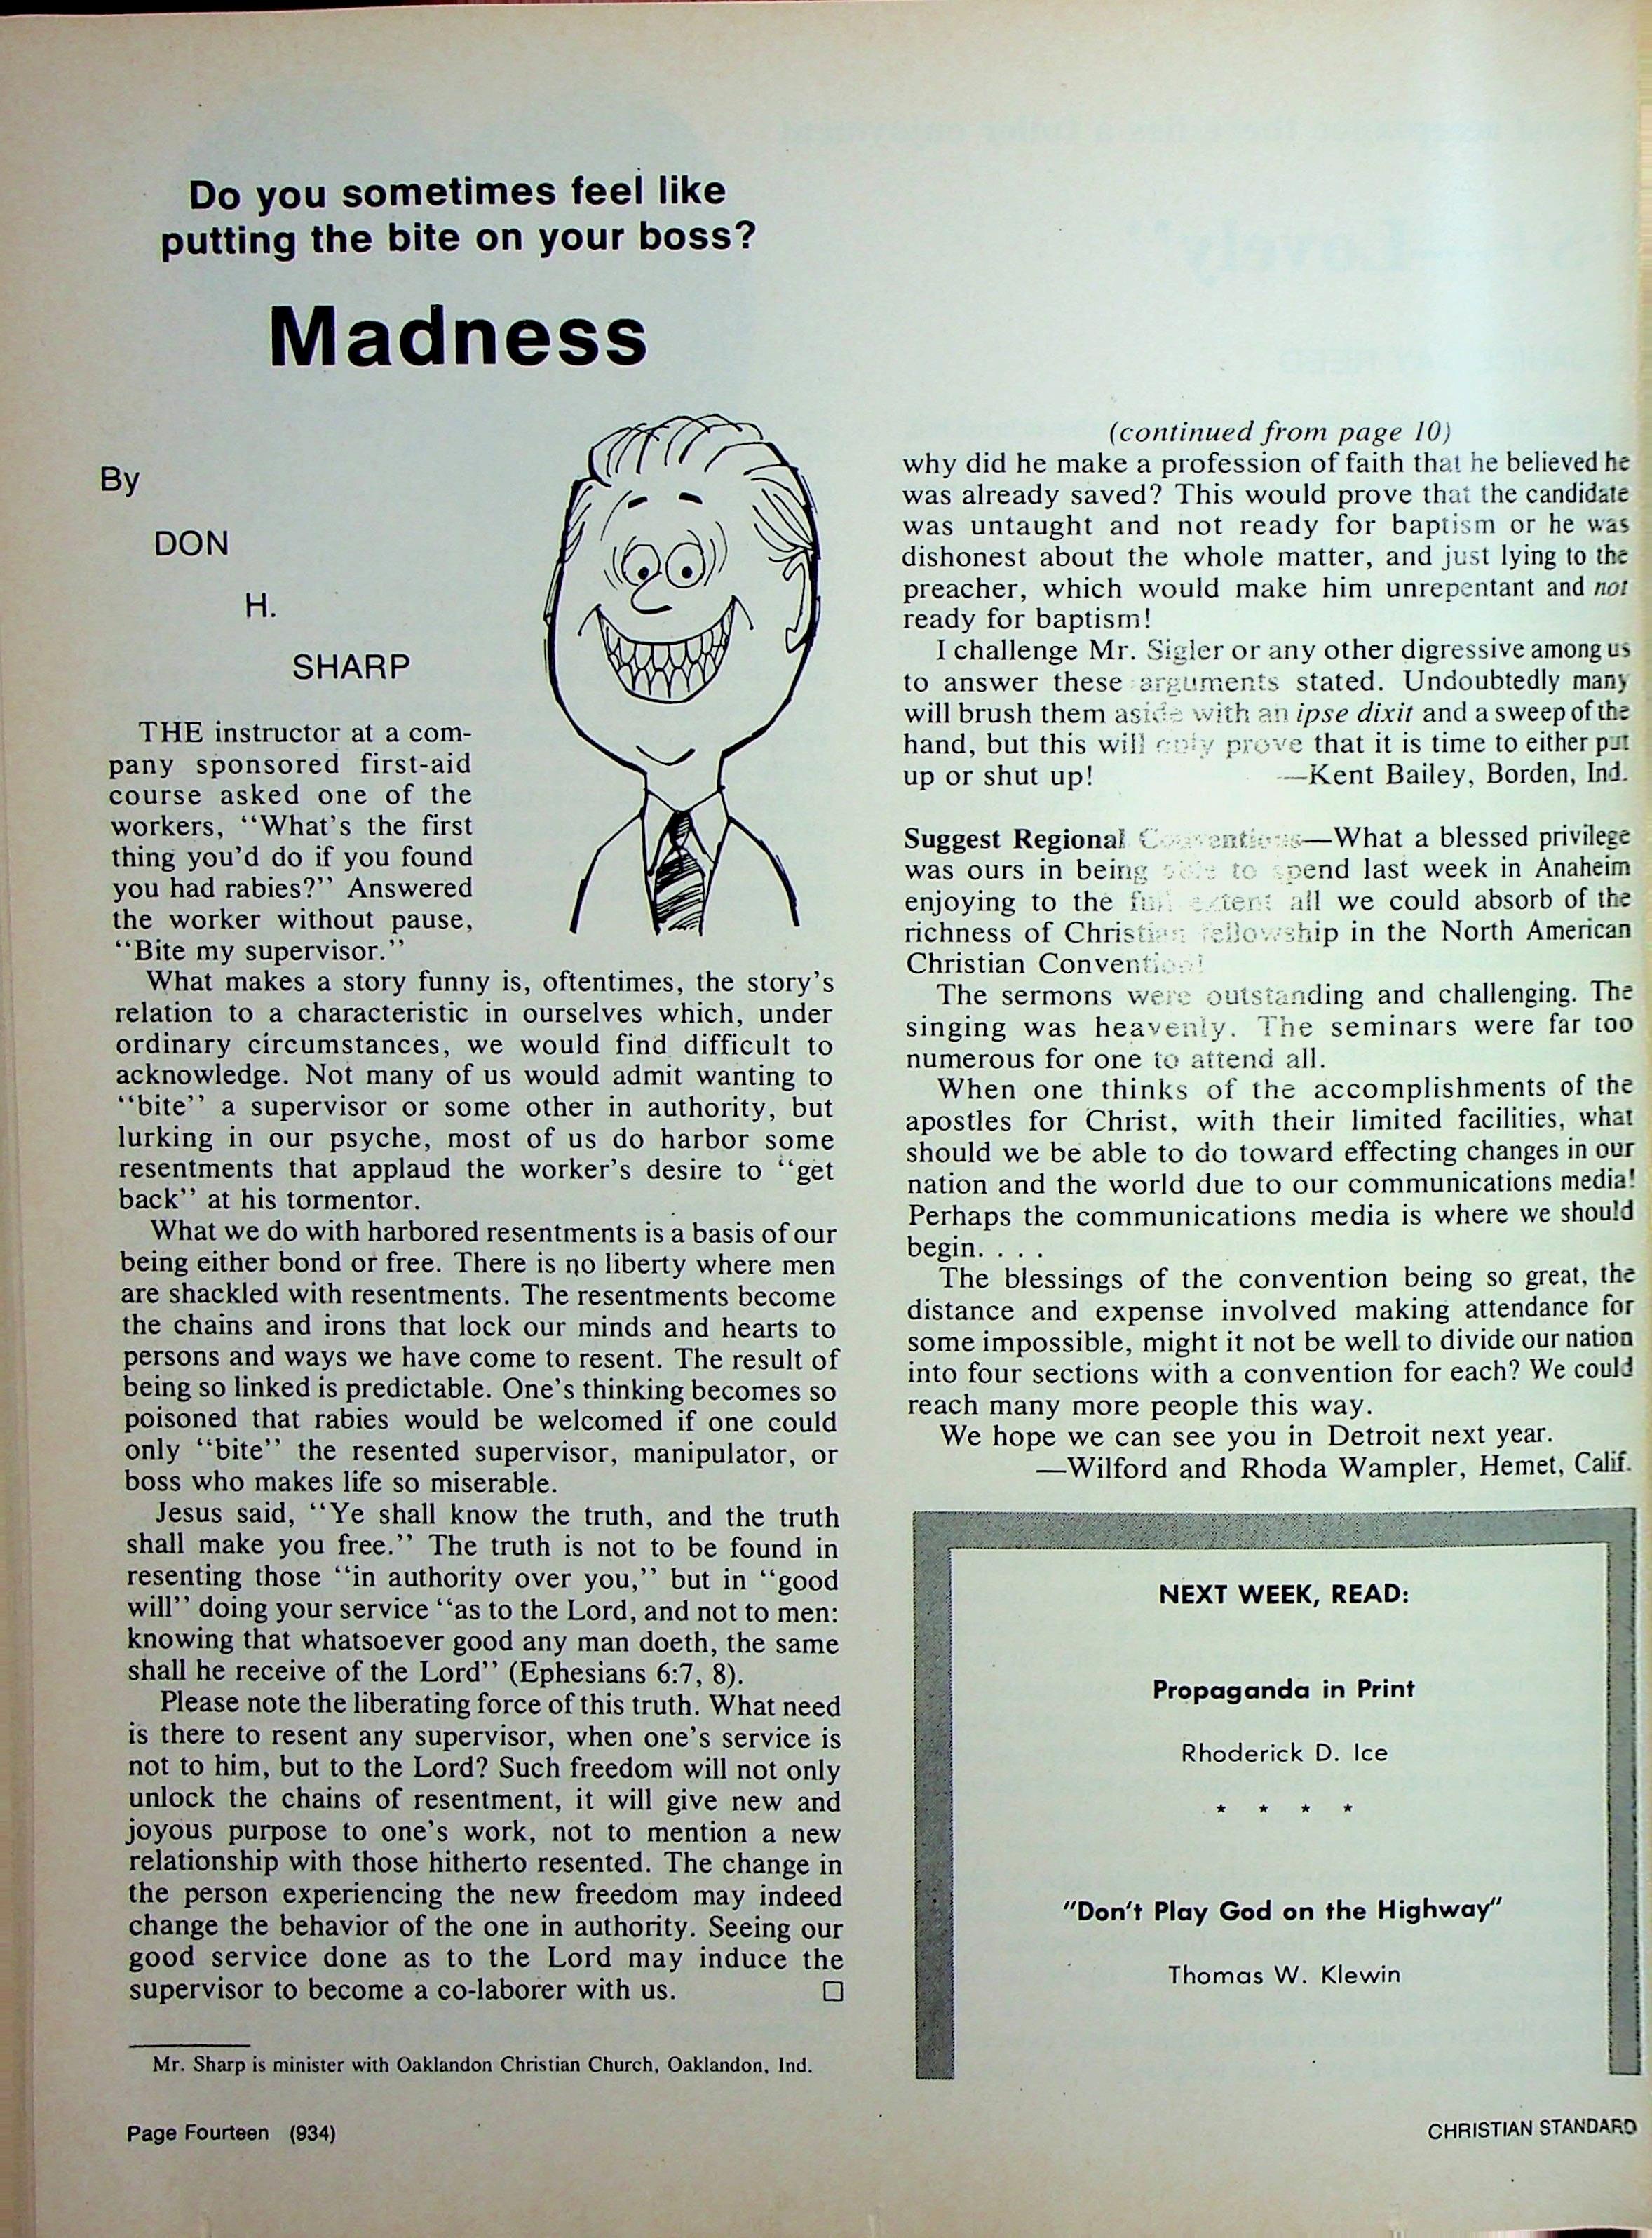 Do you sometimes feel like
putting the bite on your boss?
Madness
By
DON
H.
SHARP
THE instructor at a com-
pany sponsored first-aid
course asked one of the
workers, "What's the first
thing you'd do if you found
you had rabies?" Answered
the worker without pause,
"Bite my supervisor."
What makes a story funny is, oftentimes, the story's
relation to a characteristic in ourselves which, under
ordinary circumstances, we would find difficult to
acknowledge. Not many of us would admit wanting to
"bite" a supervisor or some other in authority, but
lurking in our psyche, most of us do harbor some
resentments that applaud the worker's desire to "get
back" at his tormentor.
What we do with harbored resentments is a basis of our
being either bond or free. There is no liberty where men
are shackled with resentments. The resentments become
the chains and irons that lock our minds and hearts to
persons and ways we have come to resent. The result of
being so linked is predictable. One's thinking becomes so
poisoned that rabies would be welcomed if one could
only "bite" the resented supervisor, manipulator, or
boss who makes life so miserable.
Jesus said, "Ye shall know the truth, and the truth
shall make you free." The truth is not to be found in
resenting those "in authority over you," but in "good
will" doing your service "as to the Lord, and not to men:
knowing that whatsoever good any man doeth, the same
shall he receive of the Lord" (Ephesians 6:7, 8).
Please note the liberating force of this truth. What need
is there to resent any supervisor, when one's service is
not to him, but to the Lord? Such freedom will not only
unlock the chains of resentment, it will give new and
joyous purpose to one's work, not to mention a new
relationship with those hitherto resented. The change in
the person experiencing the new freedom may indeed
change the behavior of the one in authority. Seeing our
good service done as to the Lord may induce the
supervisor to become a co-laborer with us. □
Mr. Sharp is minister with Oaklandon Christian Church, Oaklandon, Ind.
Page Fourteen (934)
(continued from page 10)
why did he make a profession of faith that he believed he
was already saved? This would prove that the candidate
was untaught and not ready for baptism or he was
dishonest about the whole matter, and just lying to the
preacher, which would make him unrepentant and not
ready for baptism!
I challenge Mr. Sigler or any other digressive among us
to answer these arguments stated. Undoubtedly many
will brush them aside with an ipse dixit and a sweep of the
hand, but this will only prove that it is time to either put
up or shut up! —Kent Bailey, Borden, Ind.
Suggest Regional Conventions—What a blessed privilege
was ours in being able to spend last week in Anaheim
enjoying to the full extent all we could absorb of the
richness of Christian fellowship in the North American
Christian Convention!
The sermons were outstanding and challenging. The
singing was heavenly. The seminars were far too
numerous for one to attend all.
When one thinks of the accomplishments of the
apostles for Christ, with their limited facilities, what
should we be able to do toward effecting changes in our
nation and the world due to our communications media!
Perhaps the communications media is where we should
begin. . . .
The blessings of the convention being so great, the
distance and expense involved making attendance for
some impossible, might it not be well to divide our nation
into four sections with a convention for each? We could
reach many more people this way.
We hope we can see you in Detroit next year.
—Wilford and Rhoda Wampler, Hemet, Calif.
NEXT WEEK, READ:
Propaganda in Print
Rhoderick D. Ice
* * * *
"Don't Play God on the Highway"
Thomas W. Klewin
CHRISTIAN STANDARD